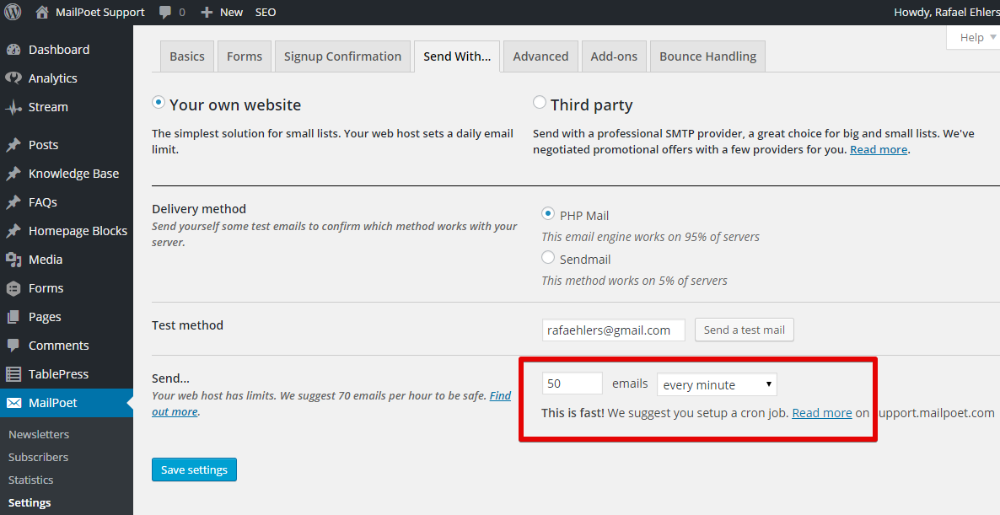 MailPoet Support 0 + New SEO Howdy, Rafael Ehlers
Help
Dashboard
Analytics
Stream
Posts
Knowledge Base
FAQs
Homepage Blocks
Media
Forms
Pages
Comments
TablePress
MailPoet
Newsletters
Subscribers
Statistics
Settings
Basics Forms Signup Confirmation Send With... Advanced Add-ons Bounce Handling
Your own website
The simplest solution for small lists. Your web host sets a daily email
limit.
Third party
Send with a professional SMTP provider, a great choice for big and small lists. We've
negotiated promotional offers with a few providers for you. Read more.
Delivery method
Send yourself some test emails to confirm which method works with your
server.
PHP Mail
This email engine works on 95% of servers
Sendmail
This method works on 5% of servers
Test method
rafaehlers@gmail.com Send a test mail
Send...
Your web host has limits. We suggest 70 emails per hour to be safe. Find
out more.
50 emails every minute
This is fast! We suggest you setup a cron job. Read more on support.mailpoet.com
Save settings